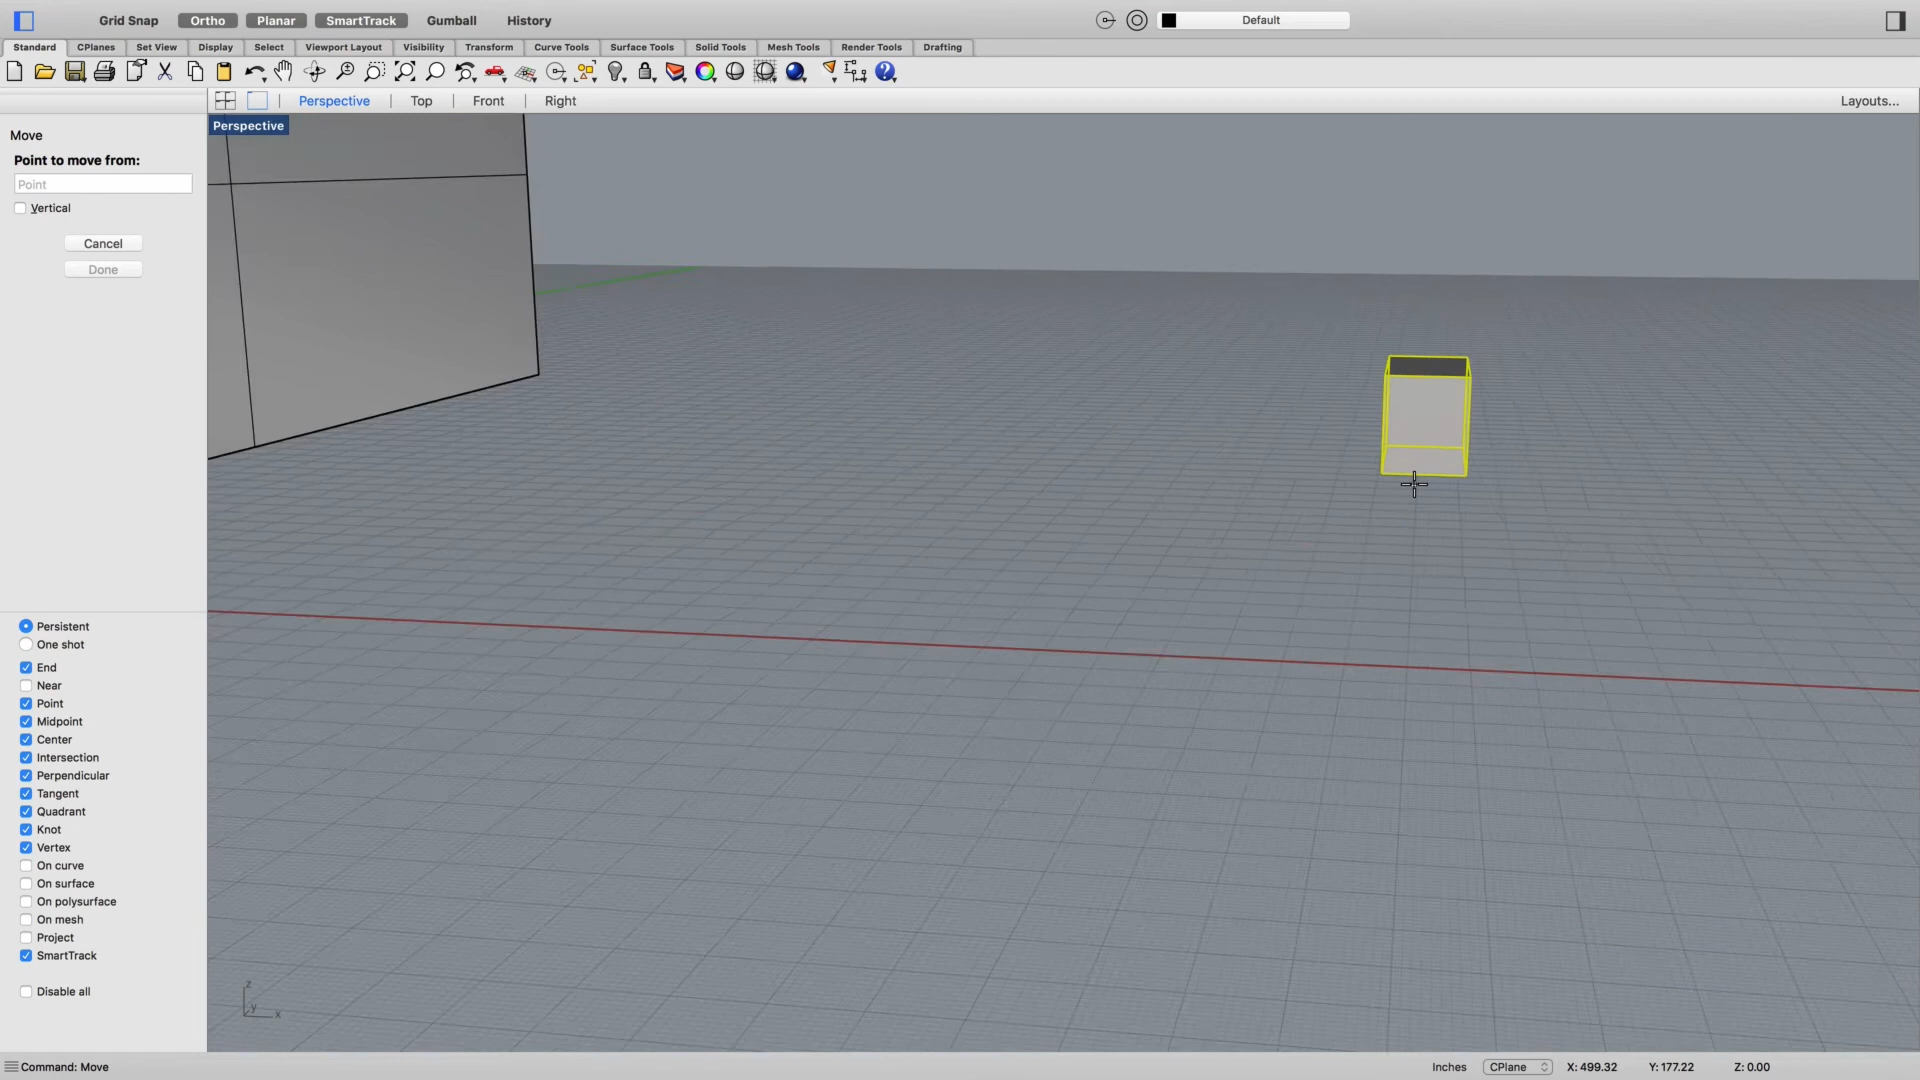 Grid Snap Ortho Planar SmartTrack Gumball History Default
Standard CPlanes Set View Display Select Viewport Layout Visibility Transform Curve Tools Surface Tools Solid Tools Mesh Tools Render Tools Drafting
Perspective Top Front Right Layouts...
Perspective
Move
Point to move from:
Point
Vertical
Cancel
Done
Persistent
One shot
End
Near
Point
Midpoint
Center
Intersection
Perpendicular
Tangent
Quadrant
Knot
Vertex
On curve
On surface
On polysurface
On mesh
Project
SmartTrack
Disable all
z
y
x
Command: Move Inches CPlane X: 499.32 Y: 177.22 Z: 0.00